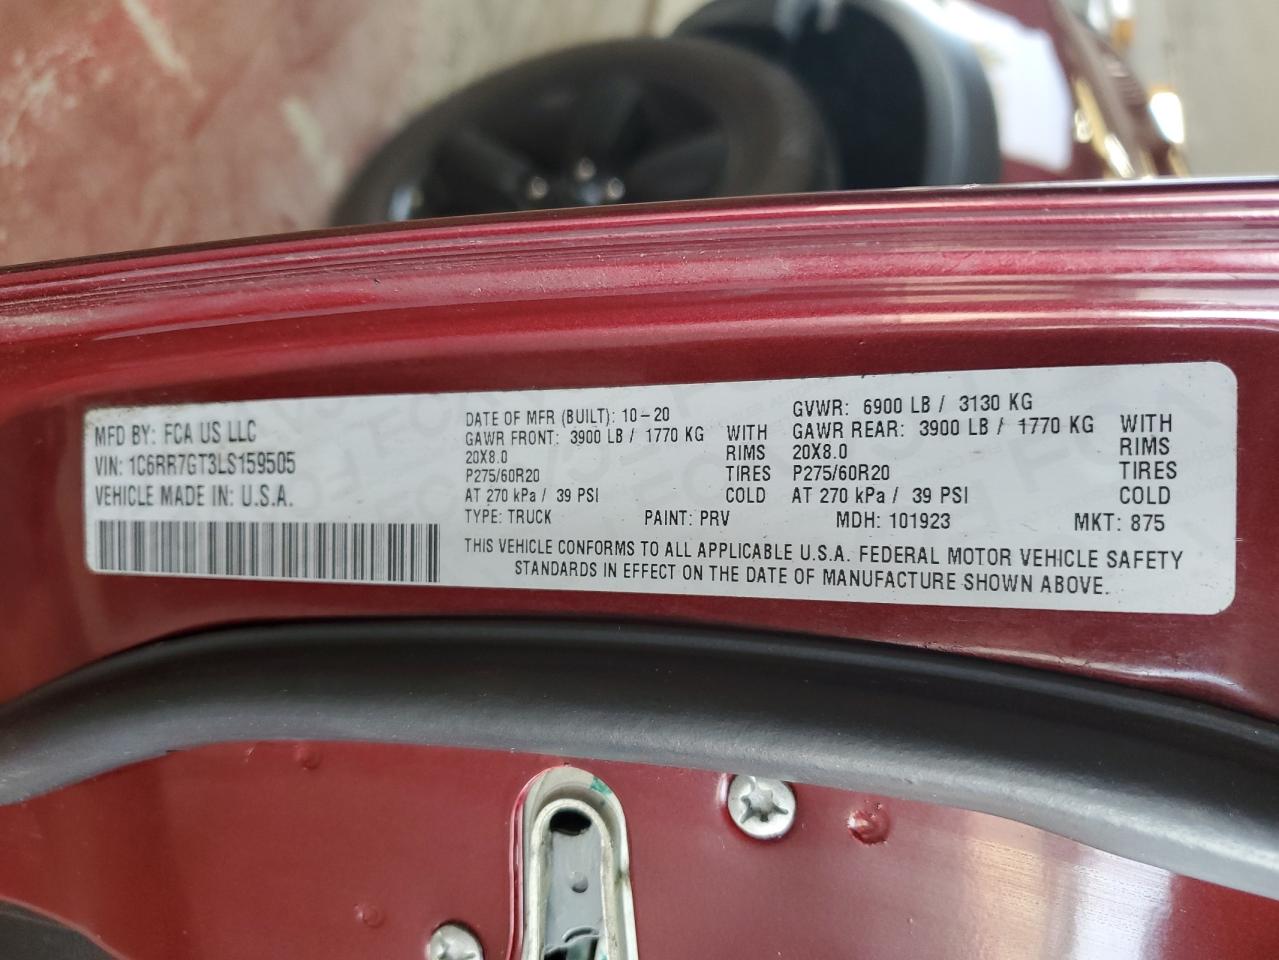 MFD BY: FCA US LLC
VIN: 1C6RR7GT3LS159505
VEHICLE MADE IN: U.S.A.
DATE OF MFR (BUILT): 10-20
GAWR FRONT: 3900 LB / 1770 KG WITH
20X8.0 RIMS
P275/60R20 TIRES
AT 270 kPa / 39 PSI COLD
GVWR: 6900 LB / 3130 KG
GAWR REAR: 3900 LB / 1770 KG WITH
20X8.0 RIMS
P275/60R20 TIRES
AT 270 kPa / 39 PSI COLD
TYPE: TRUCK PAINT: PRV MDH: 101923 MKT: 875
THIS VEHICLE CONFORMS TO ALL APPLICABLE U.S.A. FEDERAL MOTOR VEHICLE SAFETY
STANDARDS IN EFFECT ON THE DATE OF MANUFACTURE SHOWN ABOVE.